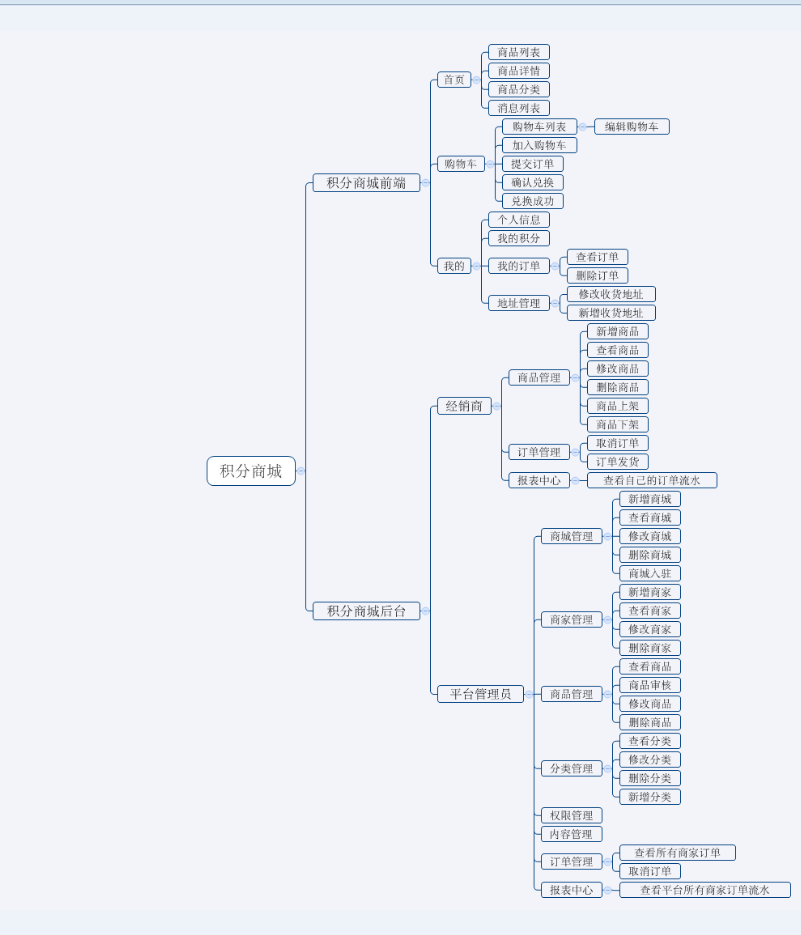 商品列表
首页
商品详情
商品分类
消息列表
购物车列表
编辑购物车
加入购物车
购物车
提交订单
积分商城前端
确认兑换
兑换成功
个人信息
我的积分
我的
我的订单
查看订单
删除订单
地址管理
修改收货地址
新增收货地址
新增商品
查看商品
商品管理
修改商品
删除商品
经销商
商品上架
商品下架
订单管理
取消订单
订单发货
积分商城
报表中心
查看自己的订单流水
新增商城
查看商城
商城管理
修改商城
删除商城
商城入驻
新增商家
积分商城后台
查看商家
商家管理
修改商家
删除商家
查看商品
商品审核
平台管理员
商品管理
修改商品
删除商品
查看分类
修改分类
分类管理
删除分类
新增分类
权限管理
内容管理
查看所有商家订单
订单管理
取消订单
报表中心
查看平台所有商家订单流水